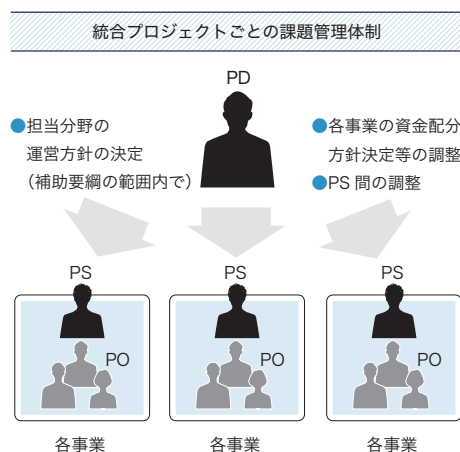 統合プロジェクトごとの課題管理体制
PD
●担当分野の
運営方針の決定
（補助要綱の範囲内で）
●各事業の資金配分
方針決定等の調整
●PS 間の調整
PS
PS
PS
PO
PO
PO
各事業
各事業
各事業